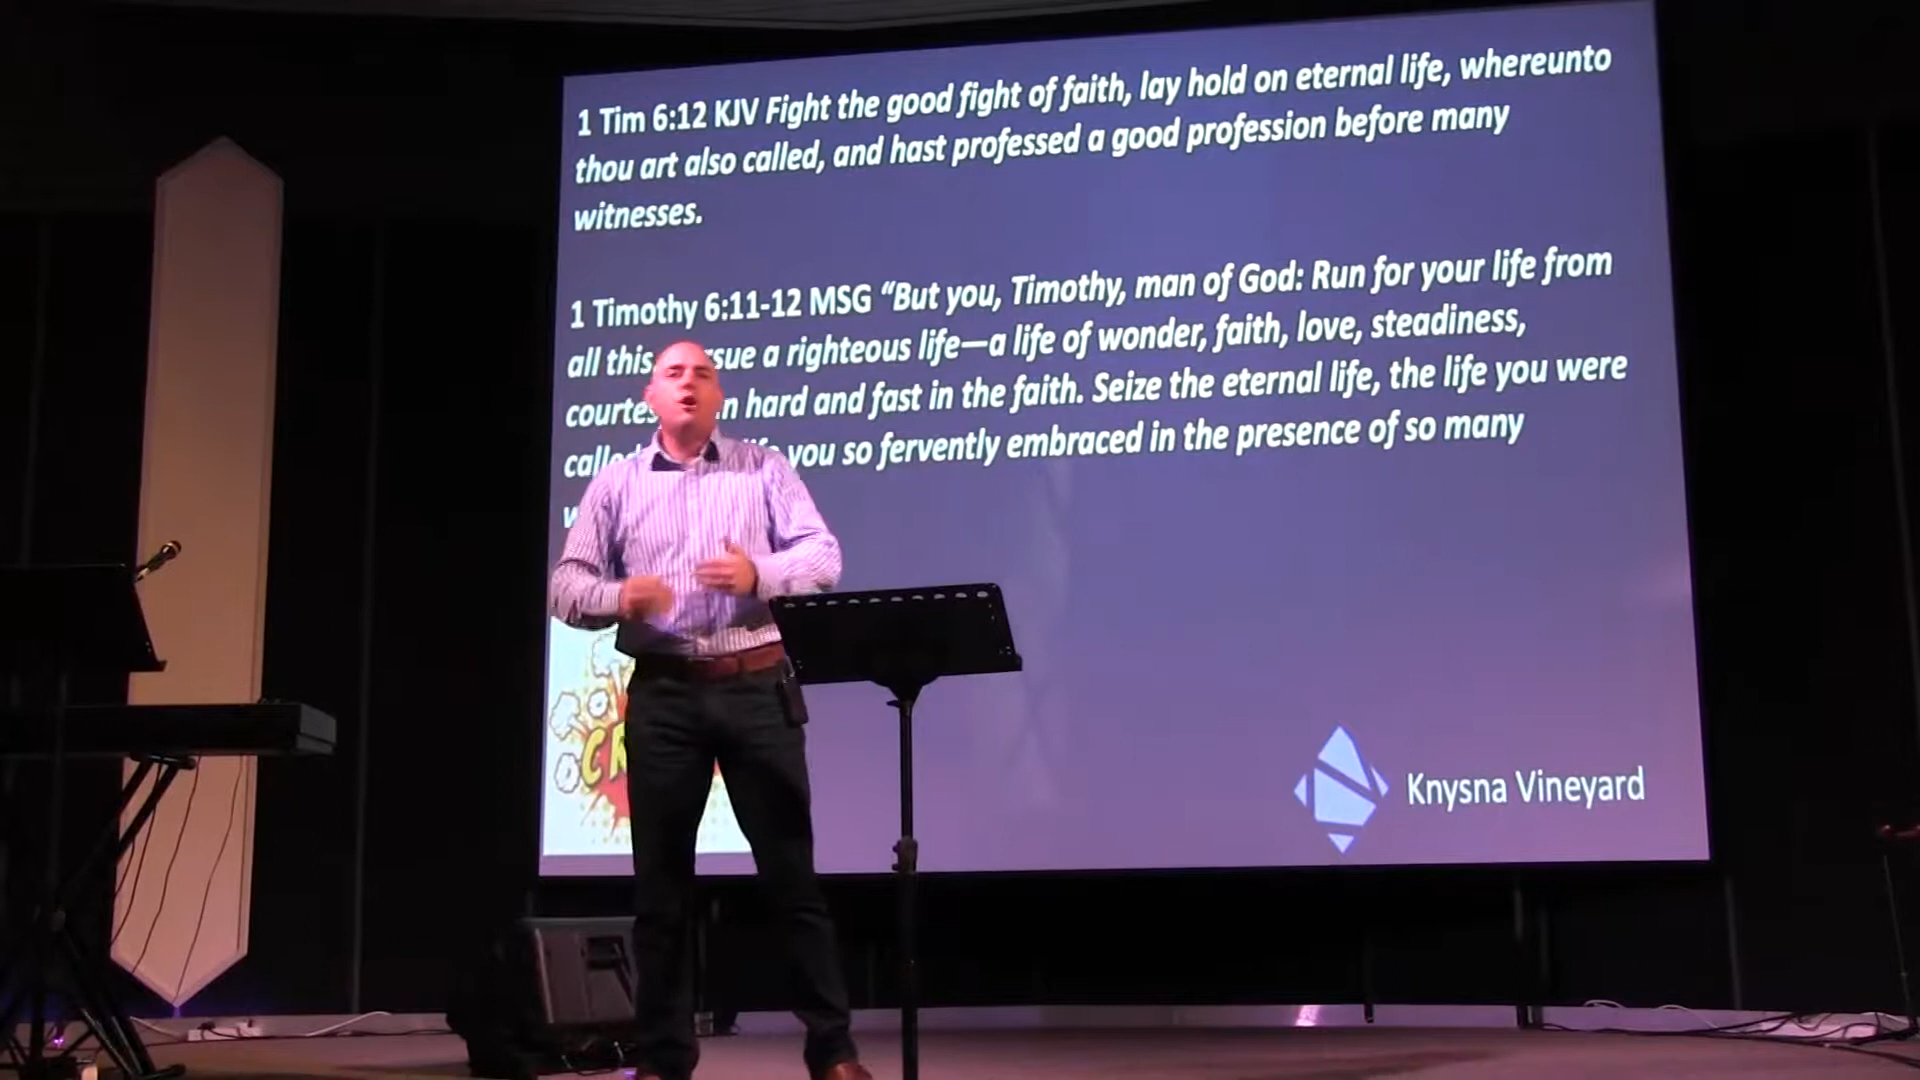 1 Tim 6:12 KJV Fight the good fight of faith, lay hold on eternal life, whereunto
thou art also called, and hast professed a good profession before many
witnesses.
1 Timothy 6:11-12 MSG “But you, Timothy, man of God: Run for your life from
all this. a righteous life—a life of wonder, faith, love, steadiness,
hard and fast in the faith. Seize the eternal life, the life you were
you so fervently embraced in the presence of so many
Knysna Vineyard